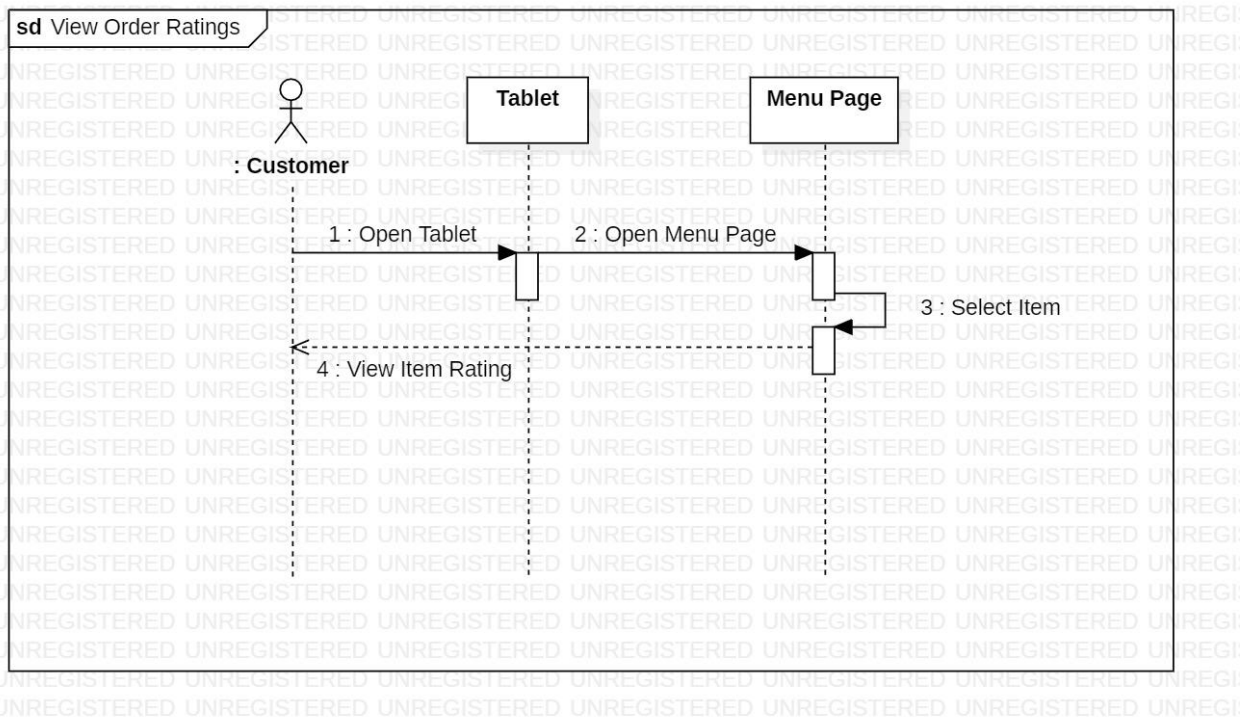 sd View Order Ratings
Tablet
Menu Page
: Customer
1 : Open Tablet
2 : Open Menu Page
3 : Select Item
4 : View Item Rating
UNREGISTERED